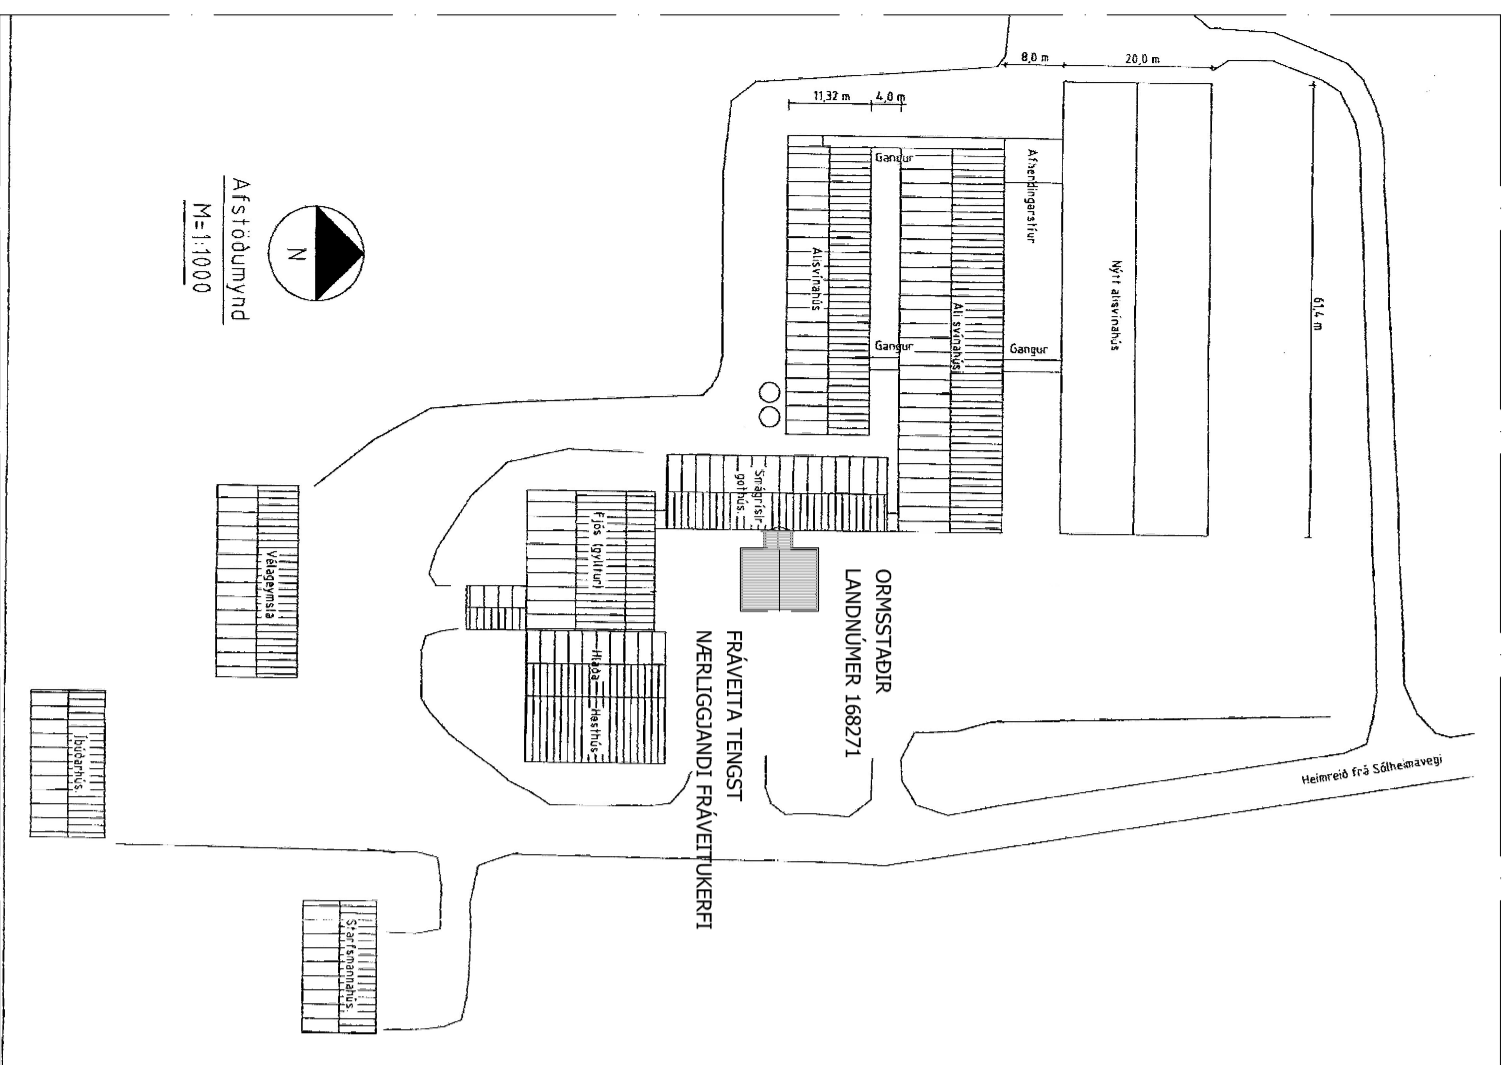 8,0 m
20,0 m
11,32 m
4,0 m
61,4 m
Gangur
Afhendingarstíur
Nýtt alisvínahús
Alisvínahús
Ali svínahús
Gangur
Gangur
Afstöðumynd
M= 1:1000
N
Smágrísir
gothús.
Fjós (gyltur)
Vélageymsla
Hlaða
Hesthús
Íbúðarhús.
Starfsmannahús.
ORMSSTAÐIR
LANDNÚMER 168271
FRÁVEITA TENGST
NÆRLIGGJANDI FRÁVEITUKERFI
Heimreið frá Sólheimavegi